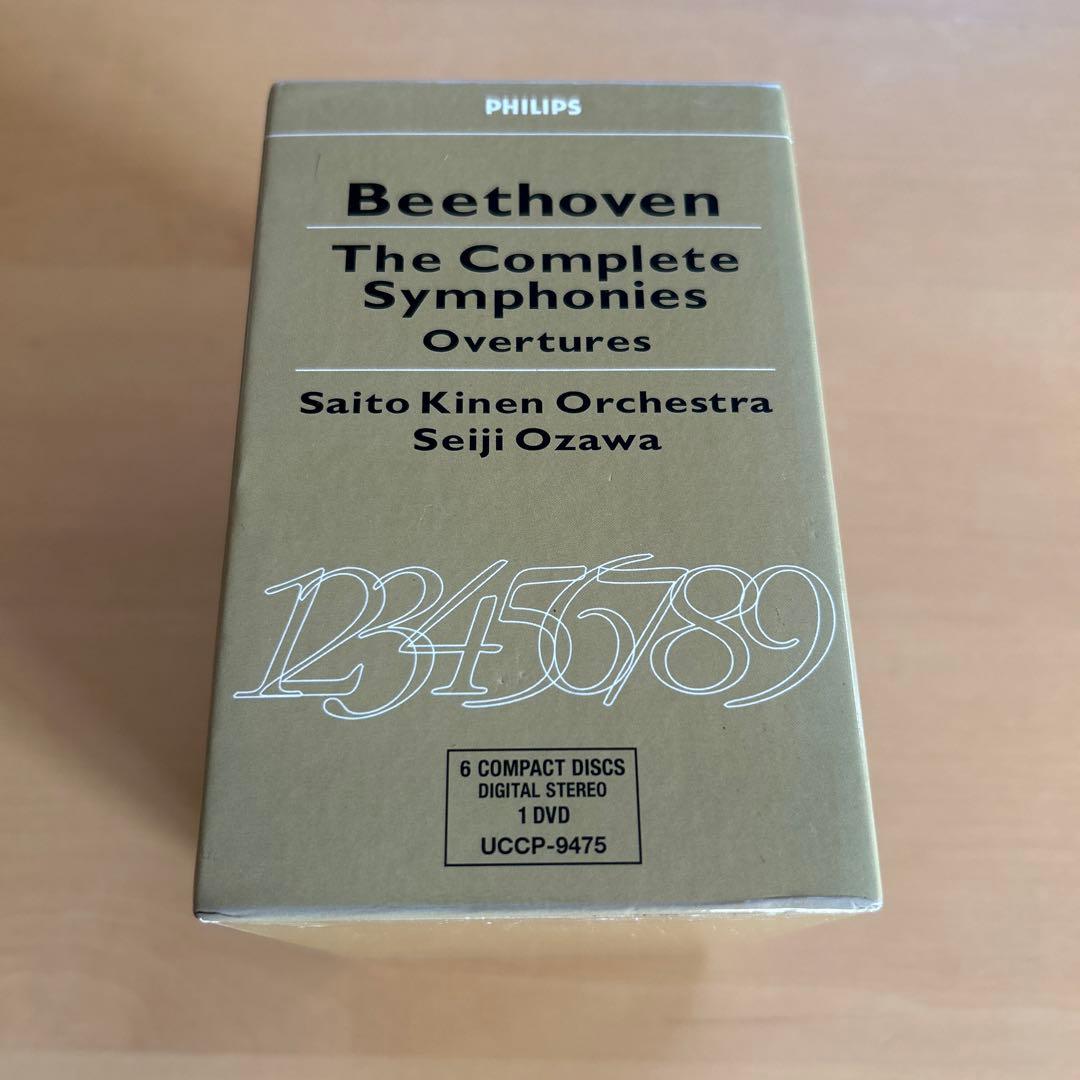 PHILIPS
Beethoven
The Complete
Symphonies
Overtures
Saito Kinen Orchestra
Seiji Ozawa
123456789
6 COMPACT DISCS
DIGITAL STEREO
1 DVD
UCCP-9475